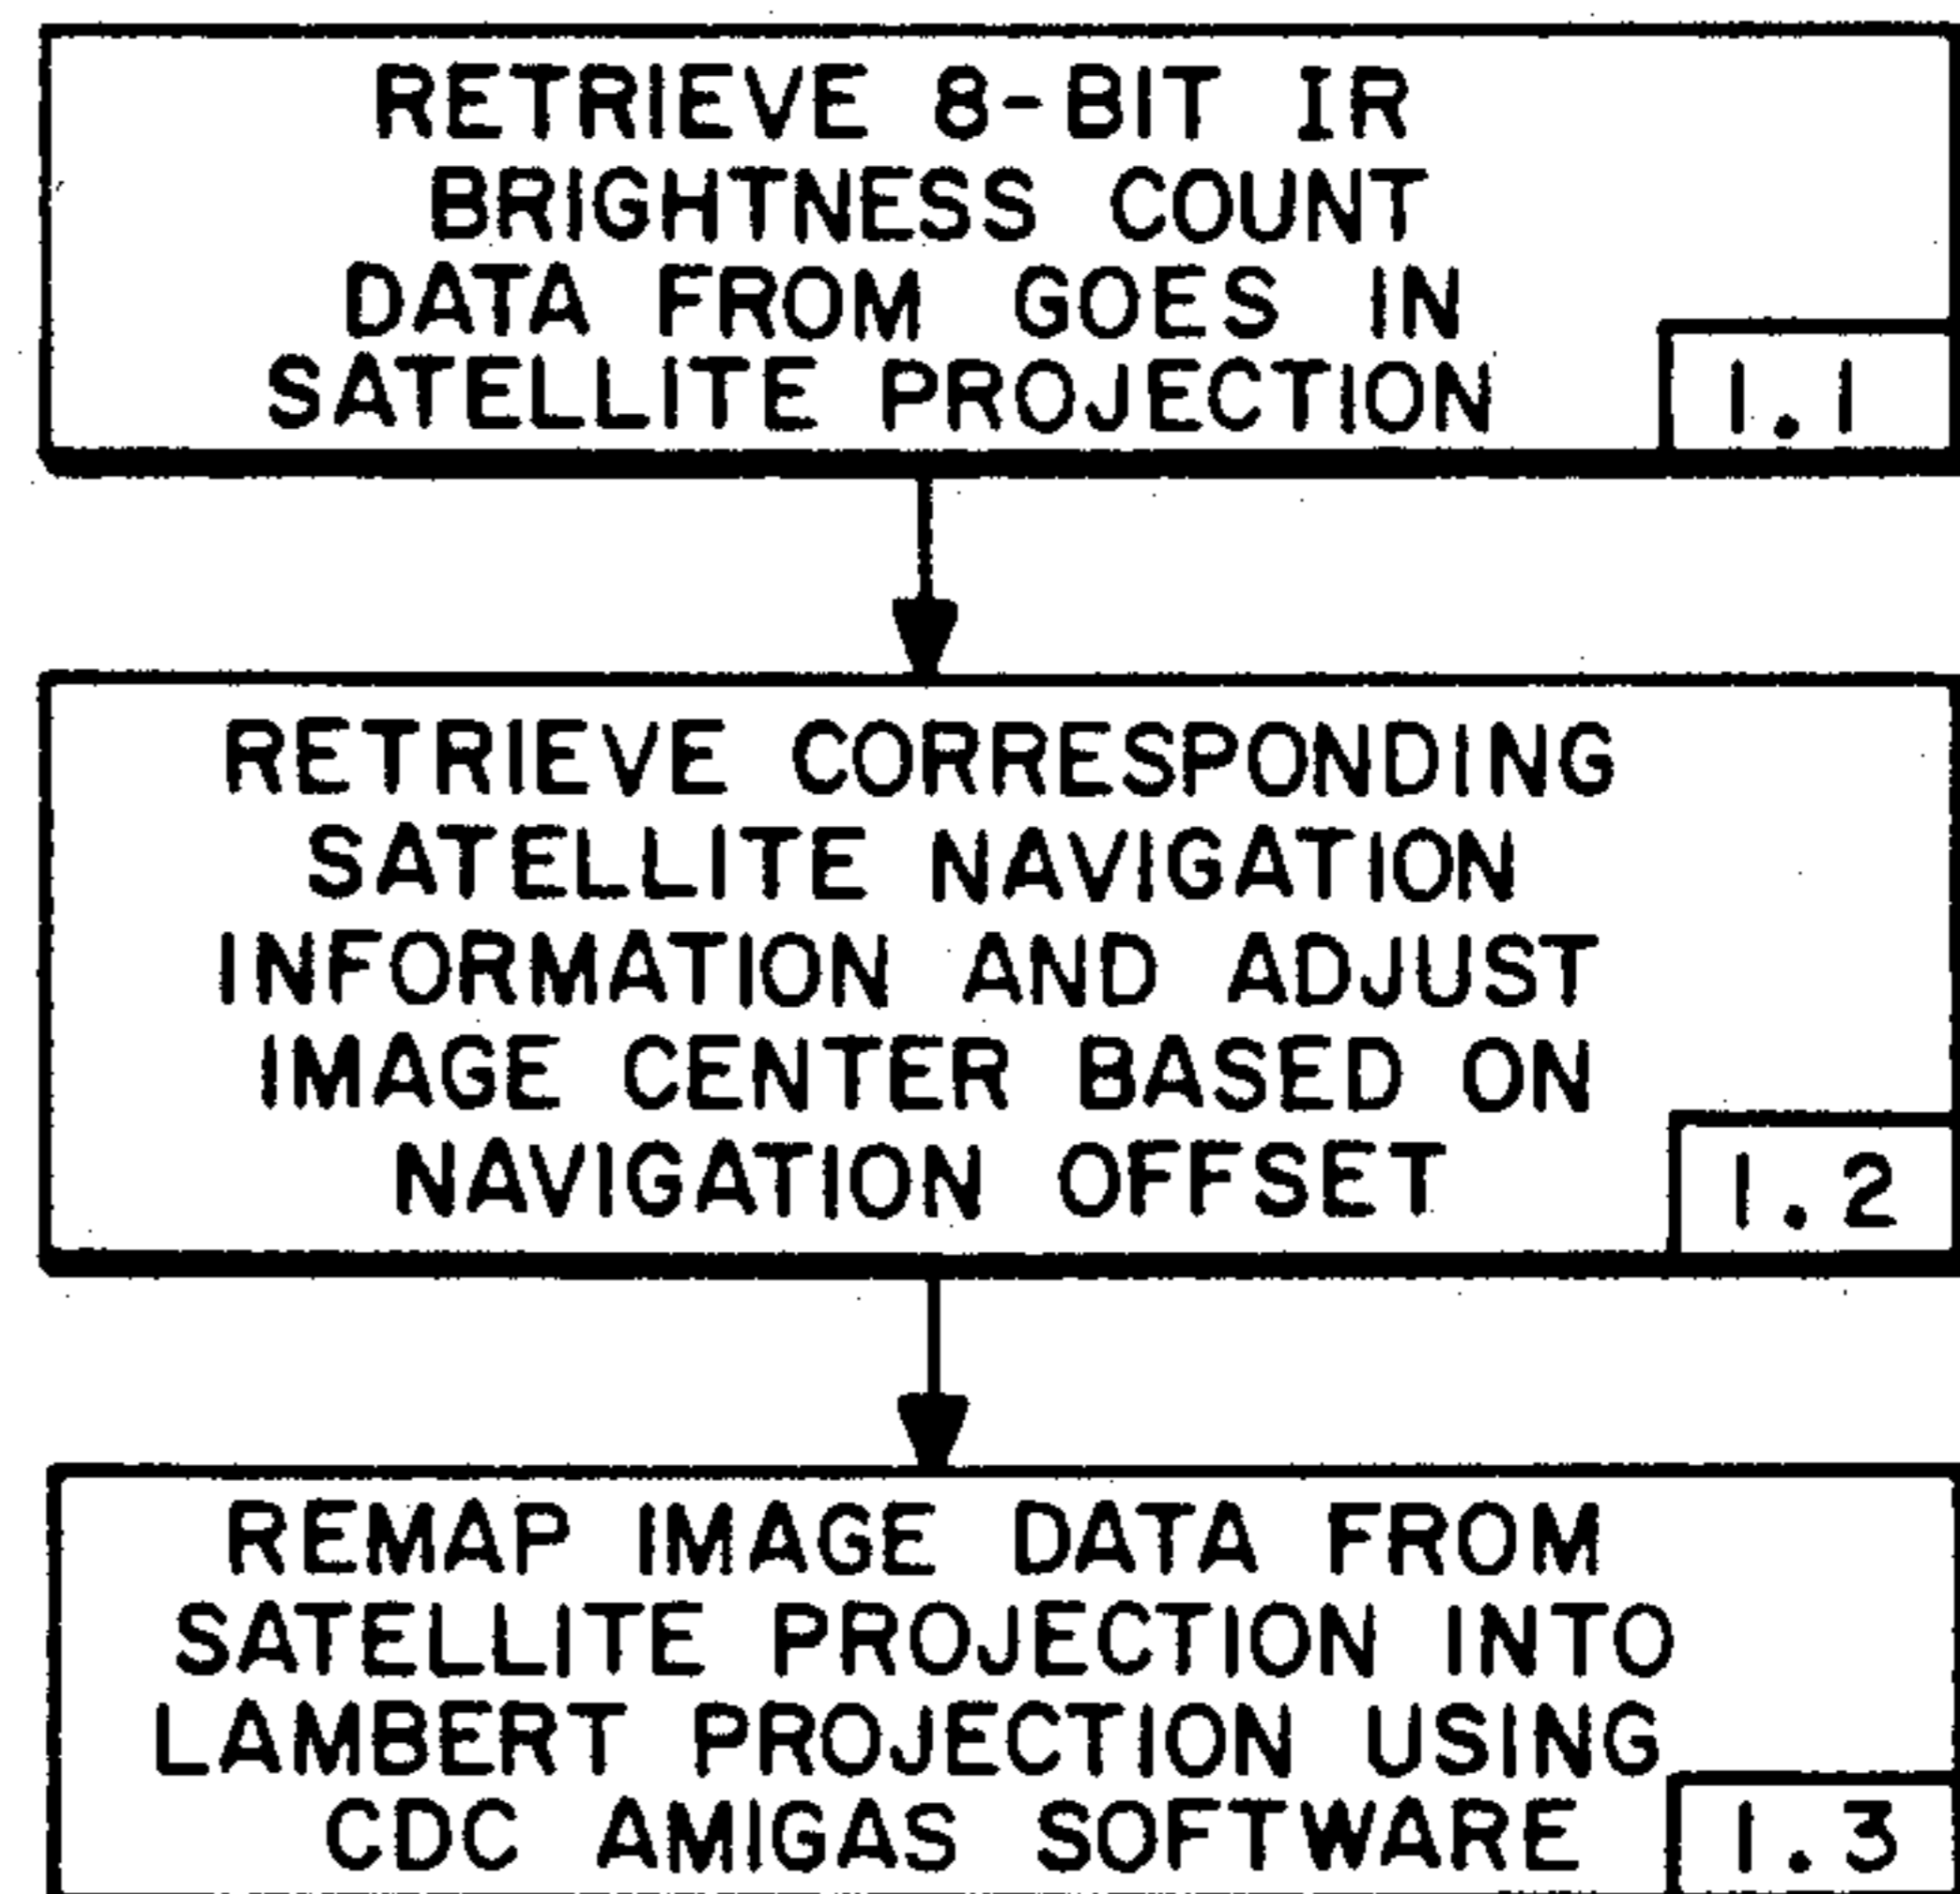 RETRIEVE 8-BIT IR
BRIGHTNESS COUNT
DATA FROM GOES IN
SATELLITE PROJECTION
1.1
RETRIEVE CORRESPONDING
SATELLITE NAVIGATION
INFORMATION AND ADJUST
IMAGE CENTER BASED ON
NAVIGATION OFFSET
1.2
REMAP IMAGE DATA FROM
SATELLITE PROJECTION INTO
LAMBERT PROJECTION USING
CDC AMIGAS SOFTWARE
1.3